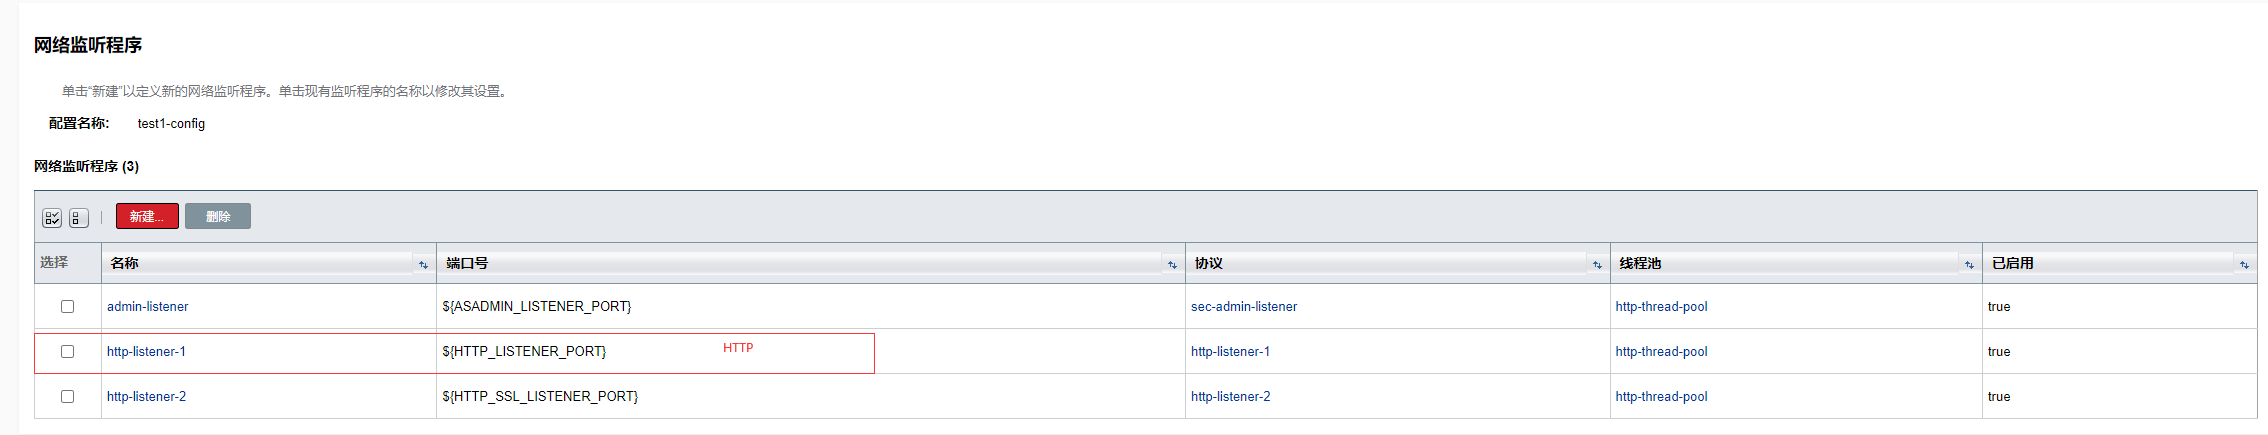 网络监听程序
单击“新建”以定义新的网络监听程序。单击现有监听程序的名称以修改其设置。
配置名称: test1-config
网络监听程序 (3)
新建... 删除
选择 名称 端口号 协议 线程池 已启用
admin-listener ${ASADMIN_LISTENER_PORT} sec-admin-listener http-thread-pool true
http-listener-1 ${HTTP_LISTENER_PORT} HTTP http-listener-1 http-thread-pool true
http-listener-2 ${HTTP_SSL_LISTENER_PORT} http-listener-2 http-thread-pool true